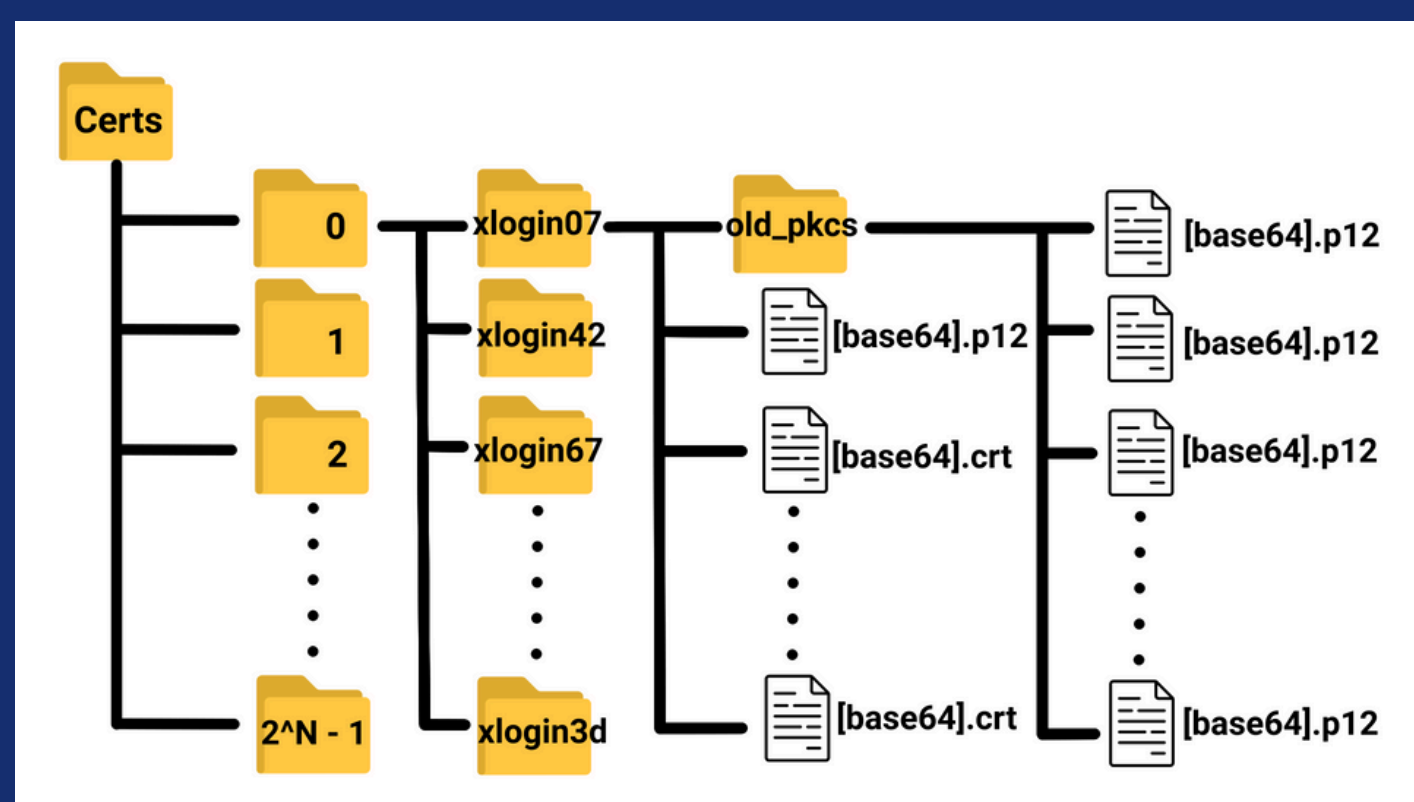 Certs
0
xlogin07
old_pkcs
[base64].p12
1
xlogin42
[base64].p12
[base64].p12
2
xlogin67
[base64].crt
[base64].p12
2^N - 1
xlogin3d
[base64].crt
[base64].p12